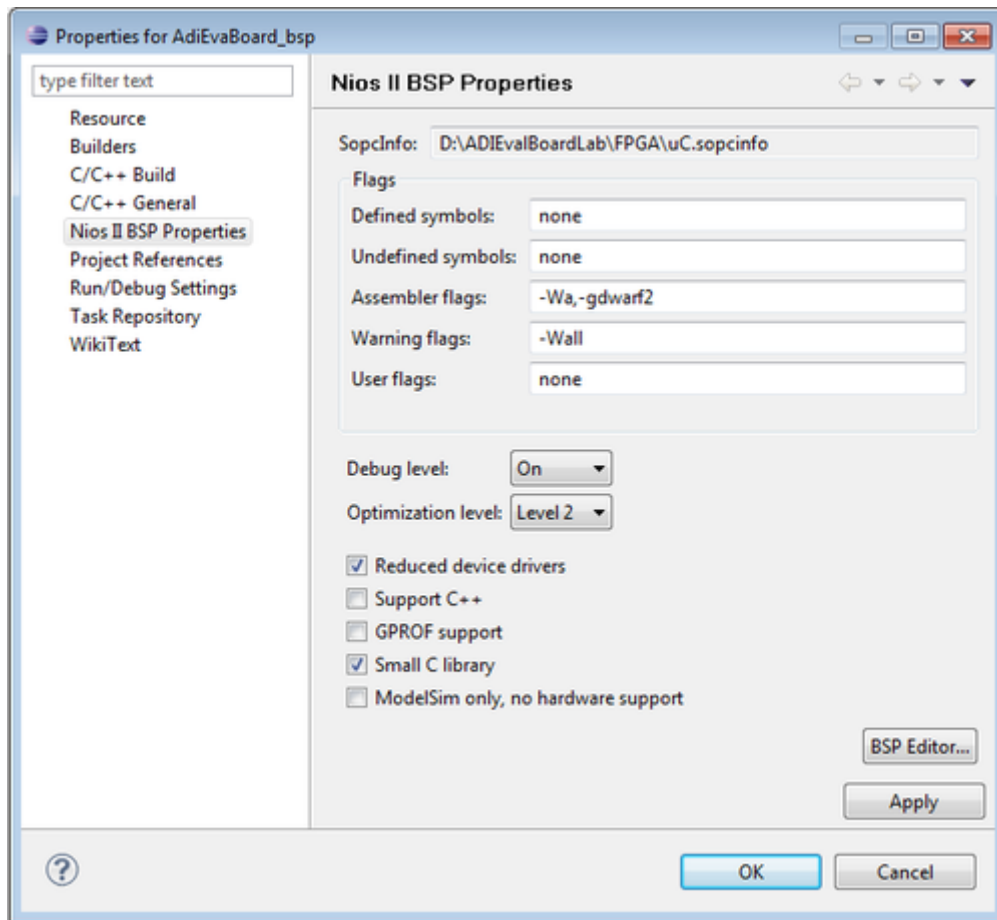 Properties for AdiEvaBoard_bsp
type filter text
Resource
Builders
C/C++ Build
C/C++ General
Nios II BSP Properties
Project References
Run/Debug Settings
Task Repository
WikiText
Nios II BSP Properties
SopcInfo: D:\ADIEvalBoardLab\FPGA\uC.sopcinfo
Flags
Defined symbols: none
Undefined symbols: none
Assembler flags: -Wa,-gdwarf2
Warning flags: -Wall
User flags: none
Debug level: On
Optimization level: Level 2
Reduced device drivers
Support C++
GPROF support
Small C library
ModelSim only, no hardware support
BSP Editor...
Apply
?
OK Cancel